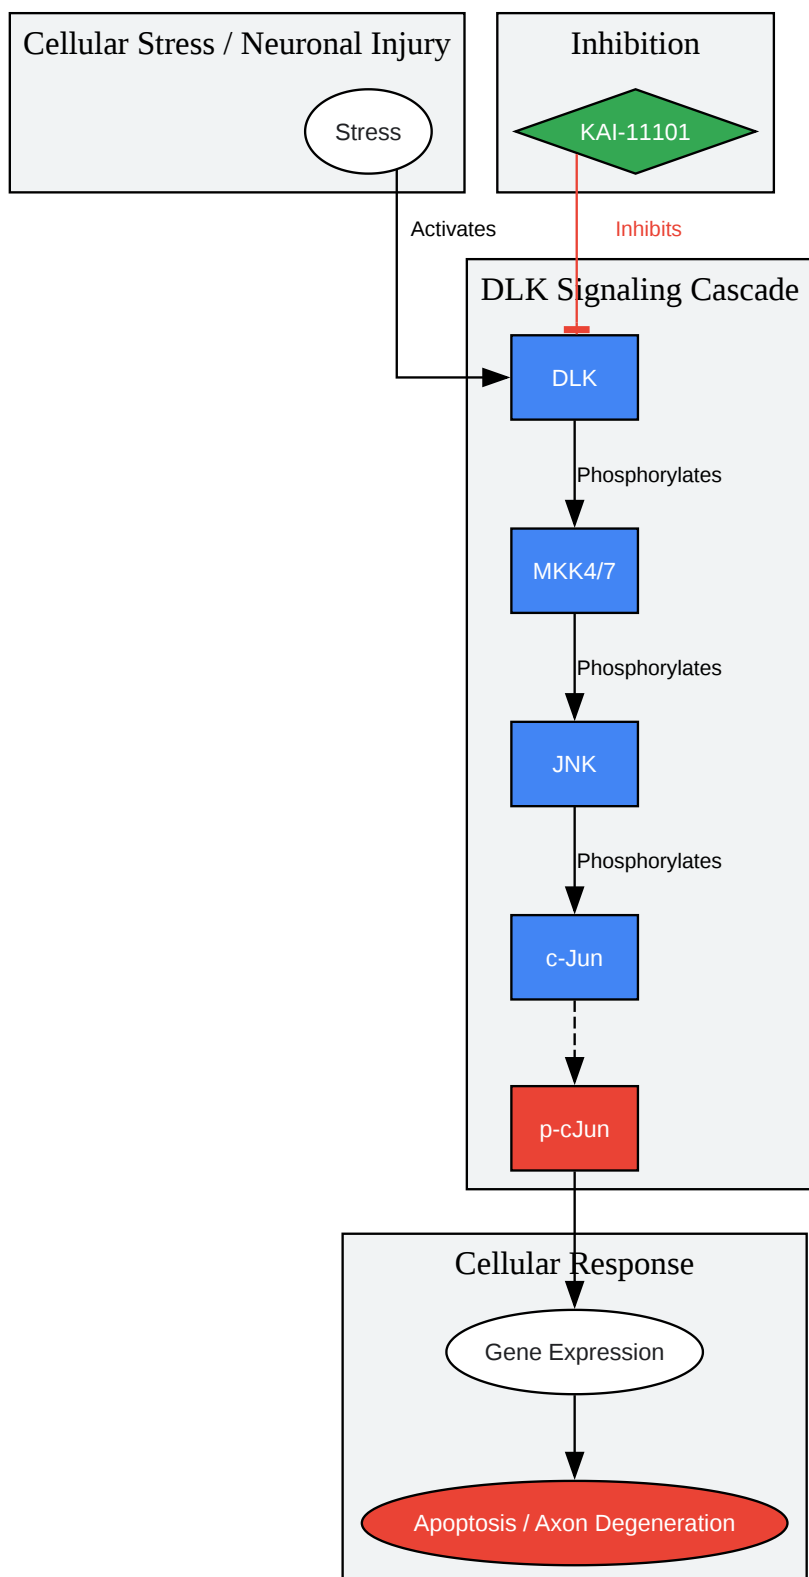 Cellular Stress / Neuronal Injury
Inhibition
Stress
KAI-11101
Activates
Inhibits
DLK Signaling Cascade
DLK
Phosphorylates
MKK4/7
Phosphorylates
JNK
Phosphorylates
c-Jun
p-cJun
Cellular Response
Gene Expression
Apoptosis / Axon Degeneration